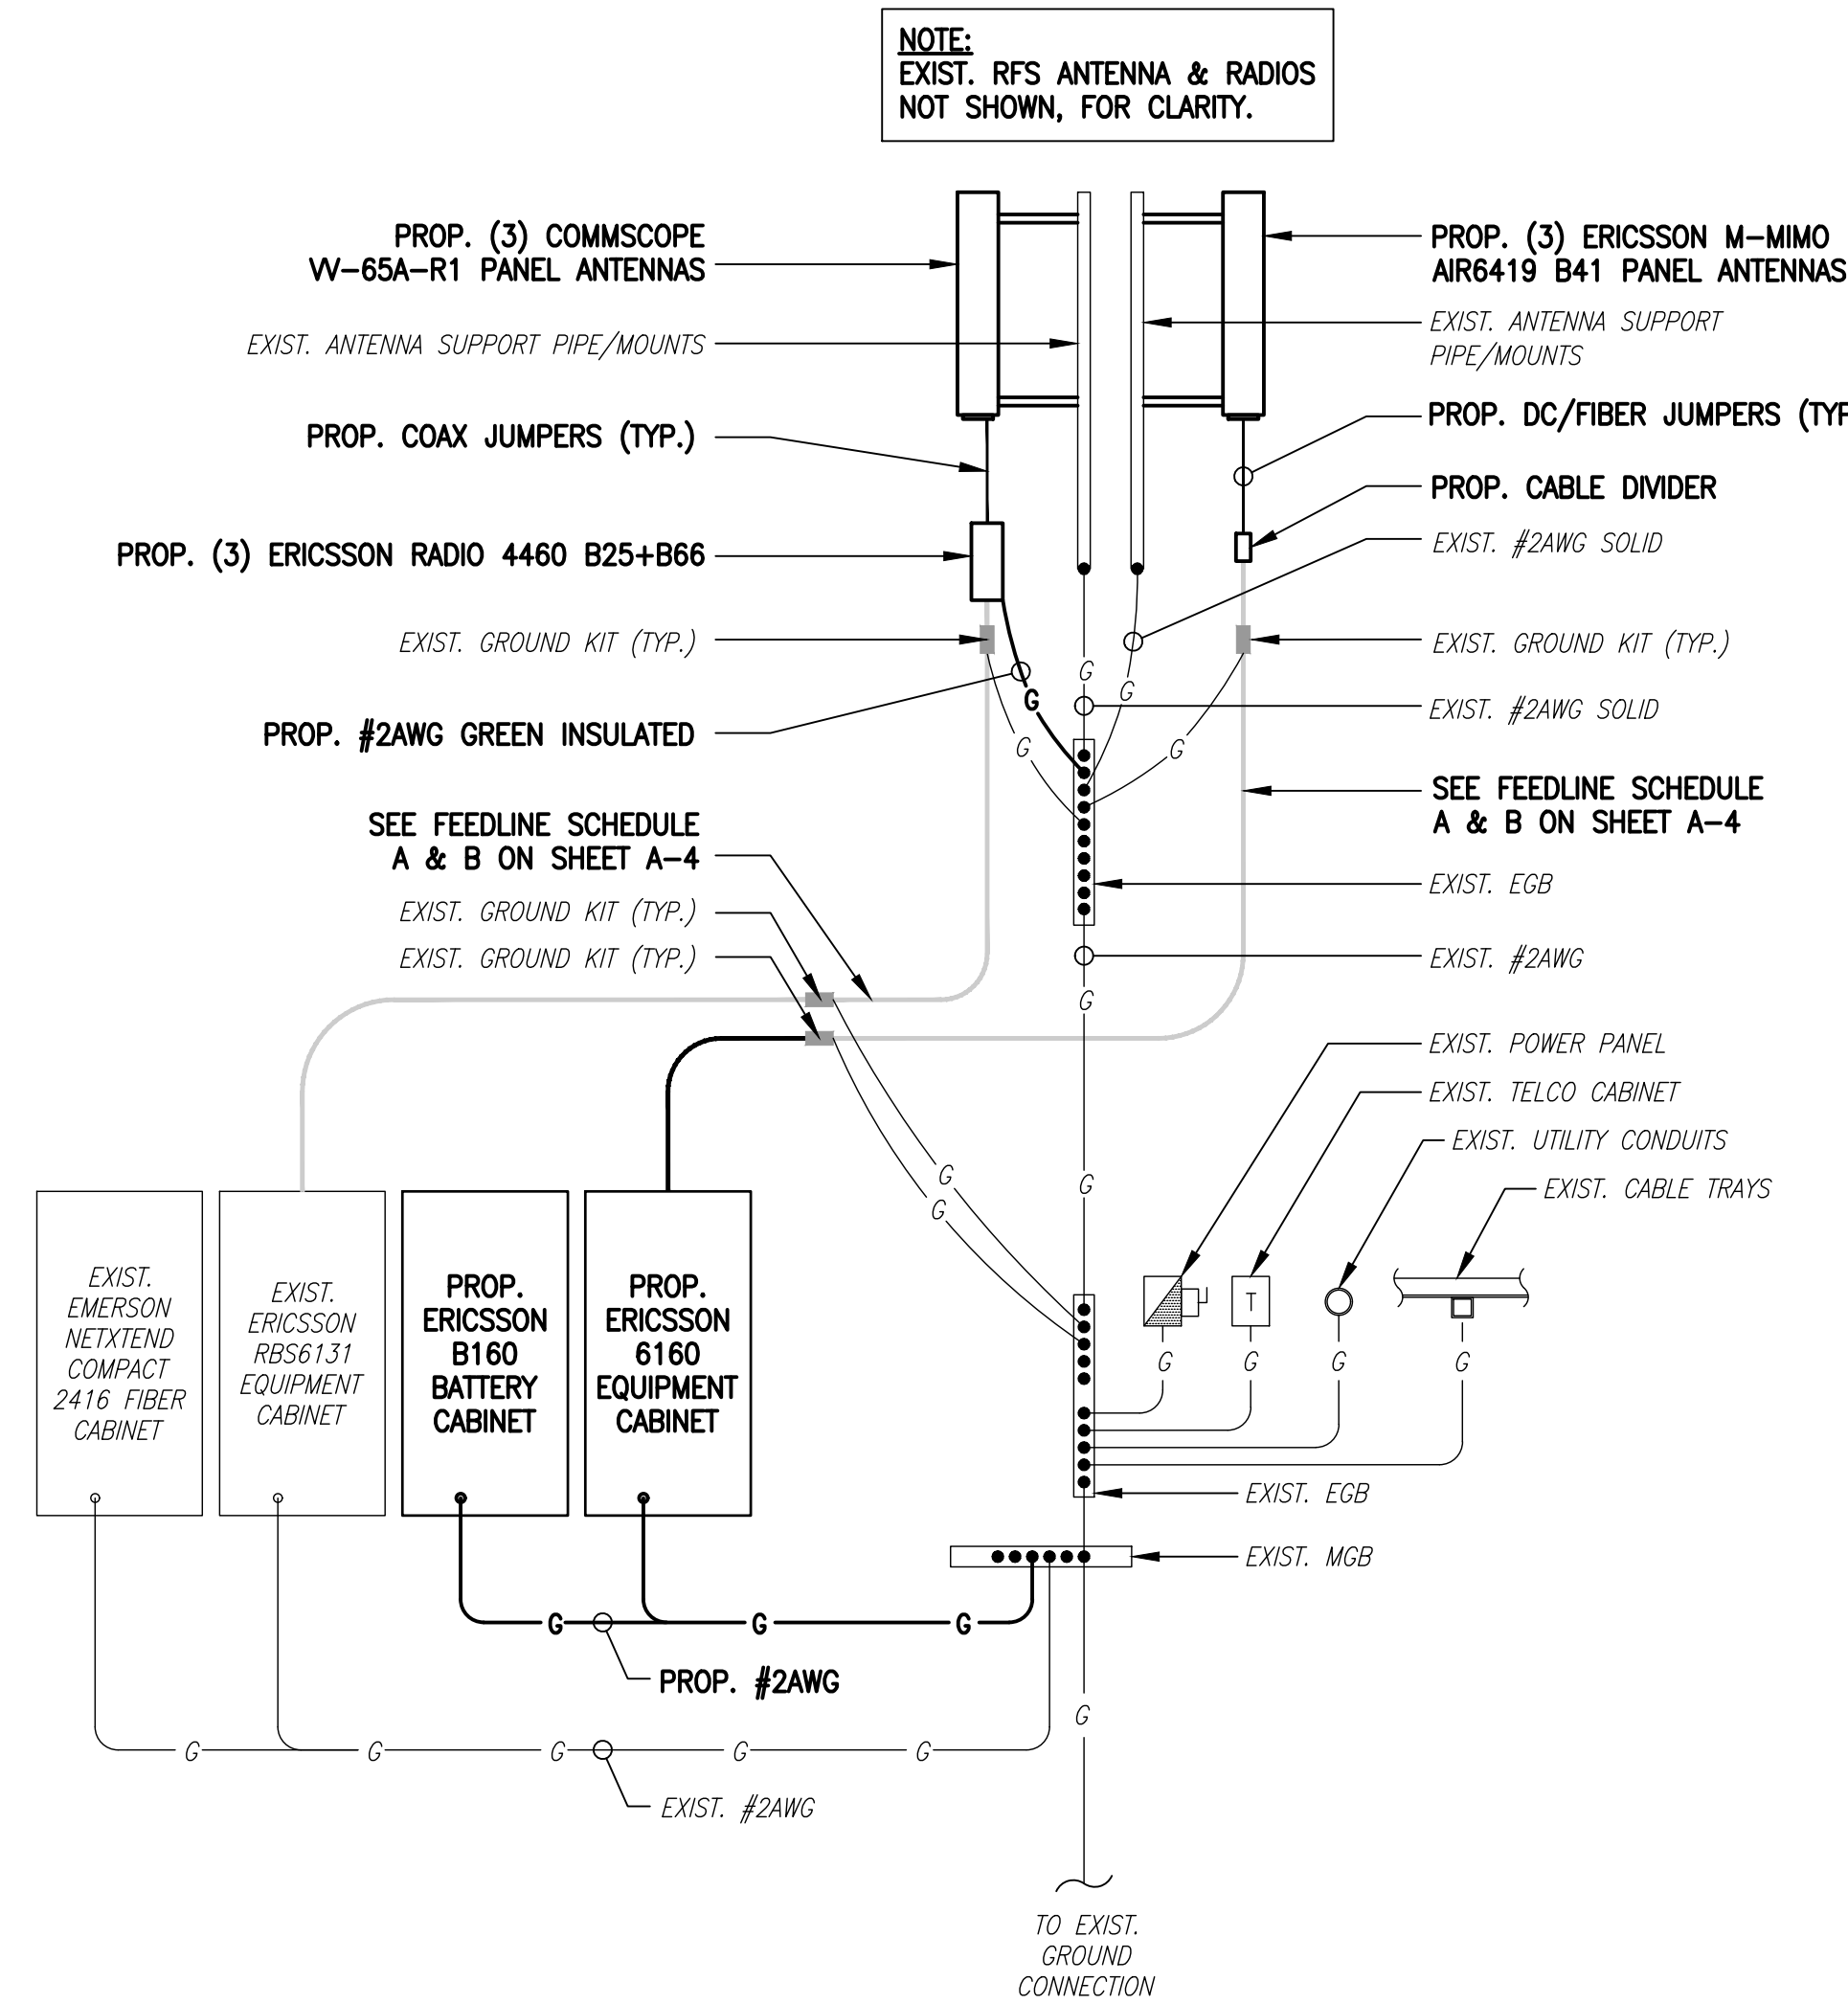 NOTE:
EXIST. RFS ANTENNA & RADIOS
NOT SHOWN, FOR CLARITY.
PROP. (3) COMMSCOPE
VV-65A-R1 PANEL ANTENNAS
EXIST. ANTENNA SUPPORT PIPE/MOUNTS
PROP. COAX JUMPERS (TYP.)
PROP. (3) ERICSSON RADIO 4460 B25+B66
EXIST. GROUND KIT (TYP.)
PROP. #2AWG GREEN INSULATED
SEE FEEDLINE SCHEDULE
A & B ON SHEET A-4
EXIST. GROUND KIT (TYP.)
EXIST. GROUND KIT (TYP.)
PROP. (3) ERICSSON M-MIMO
AIR6419 B41 PANEL ANTENNAS
EXIST. ANTENNA SUPPORT
PIPE/MOUNTS
PROP. DC/FIBER JUMPERS (TYP
PROP. CABLE DIVIDER
EXIST. #2AWG SOLID
EXIST. GROUND KIT (TYP.)
EXIST. #2AWG SOLID
SEE FEEDLINE SCHEDULE
A & B ON SHEET A-4
EXIST. EGB
EXIST. #2AWG
EXIST. POWER PANEL
EXIST. TELCO CABINET
EXIST. UTILITY CONDUITS
EXIST. CABLE TRAYS
G
G
G
G
G
G
G
G
G
T
G
G
G
G
EXIST.
EMERSON
NETXTEND
COMPACT
2416 FIBER
CABINET
EXIST.
ERICSSON
RBS6131
EQUIPMENT
CABINET
PROP.
ERICSSON
B160
BATTERY
CABINET
PROP.
ERICSSON
6160
EQUIPMENT
CABINET
EXIST. EGB
EXIST. MGB
G G G
PROP. #2AWG
G
G G G G G
EXIST. #2AWG
TO EXIST.
GROUND
CONNECTION